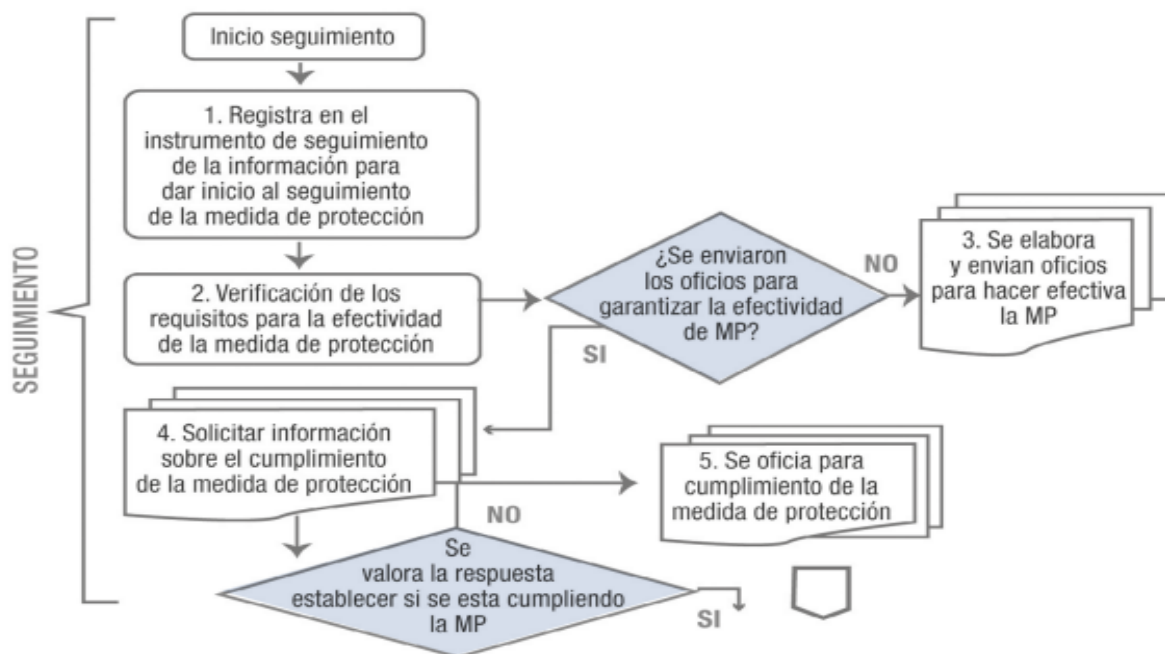 SEGUIMIENTO
Inicio seguimiento
1. Registra en el
instrumento de seguimiento
de la información para
dar inicio al seguimiento
de la medida de protección
2. Verificación de los
requisitos para la efectividad
de la medida de protección
¿Se enviaron
los oficios para
garantizar la efectividad
de MP?
NO
SI
3. Se elabora
y envian oficios
para hacer efectiva
la MP
4. Solicitar información
sobre el cumplimiento
de la medida de protección
5. Se oficia para
cumplimiento de la
medida de protección
NO
Se
valora la respuesta
establecer si se esta cumpliendo
la MP
SI